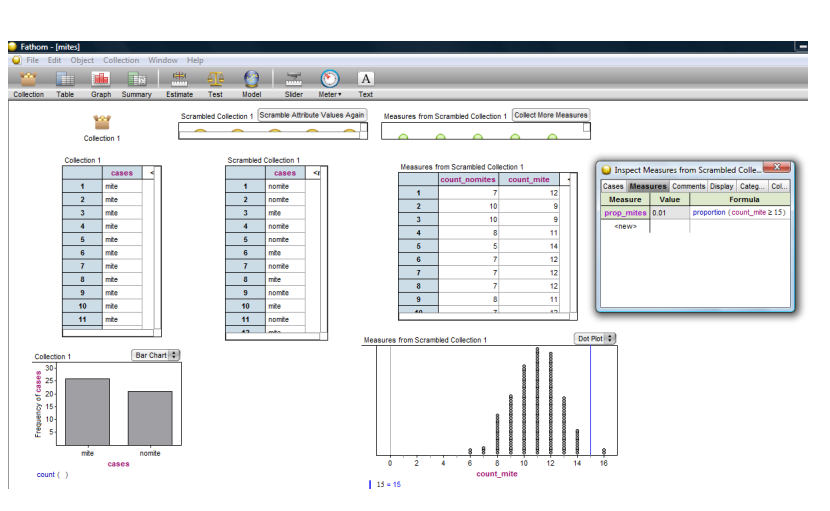 Fathom - [mites]
File Edit Object Collection Window Help
Collection Table Graph Summary Estimate Test Model Slider Meter▾ Text
A
Collection 1
Scrambled Collection 1 Scramble Attribute Values Again
Measures from Scrambled Collection 1 Collect More Measures
Collection 1
cases <
1 mite
2 mite
3 mite
4 mite
5 mite
6 mite
7 mite
8 mite
9 mite
10 mite
11 mite
Scrambled Collection 1
cases
1 nomite
2 nomite
3 mite
4 nomite
5 nomite
6 mite
7 nomite
8 mite
9 nomite
10 mite
11 nomite
12 mite
Measures from Scrambled Collection 1
count_nomites count_mite <
1 7 12
2 10 9
3 10 9
4 8 11
5 5 14
6 7 12
7 7 12
8 7 12
9 8 11
10 7 12
Inspect Measures from Scrambled Colle...
Cases Measures Comments Display Categ... Col...
Measure Value Formula
prop_mites 0.01 proportion (count_mite ≥ 15)
<new>
Collection 1 Bar Chart
Frequency of cases
30
25
20
15
10
5
mite nomite
cases
count ( )
Measures from Scrambled Collection 1 Dot Plot
0 2 4 6 8 10 12 14 16
count_mite
15 = 15